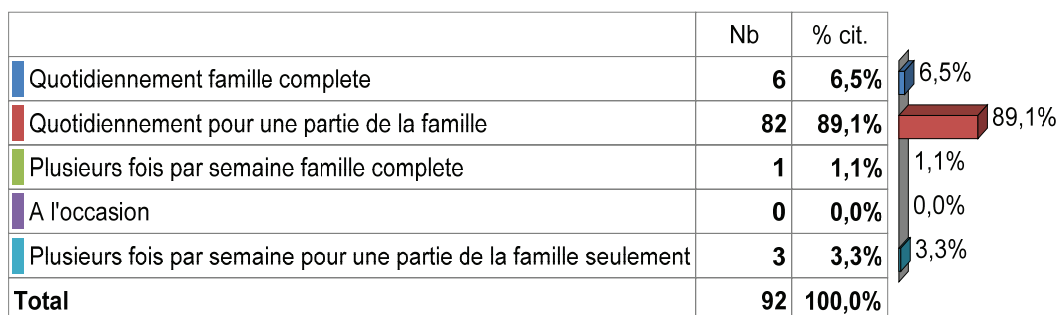 Nb % cit.
Quotidiennement famille complete 6 6,5% 6,5%
Quotidiennement pour une partie de la famille 82 89,1% 89,1%
Plusieurs fois par semaine famille complete 1 1,1% 1,1%
A l'occasion 0 0,0% 0,0%
Plusieurs fois par semaine pour une partie de la famille seulement 3 3,3% 3,3%
Total 92 100,0%